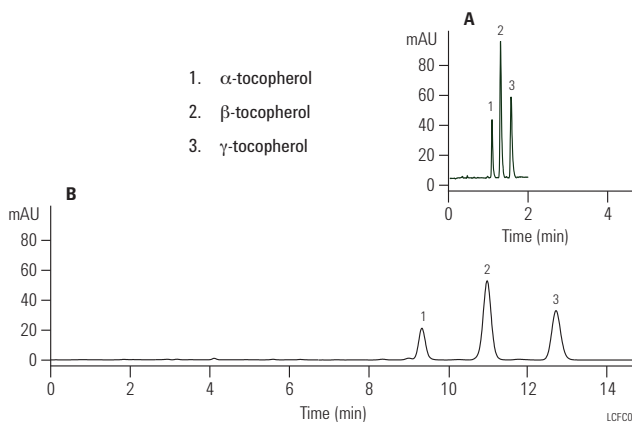 A
mAU
80
60
40
20
0
1
2
3
0 2 4
Time (min)
1. α-tocopherol
2. β-tocopherol
3. γ-tocopherol
B
mAU
80
60
40
20
0
1
2
3
0 2 4 6 8 10 12 14
Time (min)
LCFC0